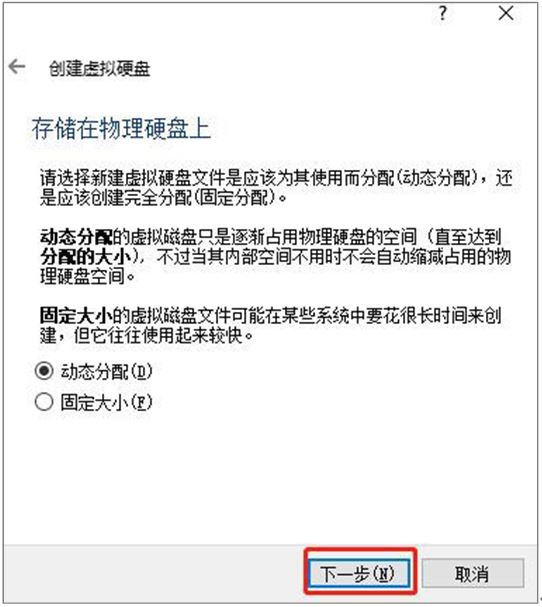 ?
创建虚拟硬盘
存储在物理硬盘上
请选择新建虚拟硬盘文件是应该为其使用而分配(动态分配)，还
是应该创建完全分配(固定分配)。
动态分配的虚拟磁盘只是逐渐占用物理硬盘的空间（直至达到
分配的大小），不过当其内部空间不用时不会自动缩减占用的物
理硬盘空间。
固定大小的虚拟磁盘文件可能在某些系统中要花很长时间来创
建，但它往往使用起来较快。
动态分配(D)
固定大小(F)
下一步(N)
取消